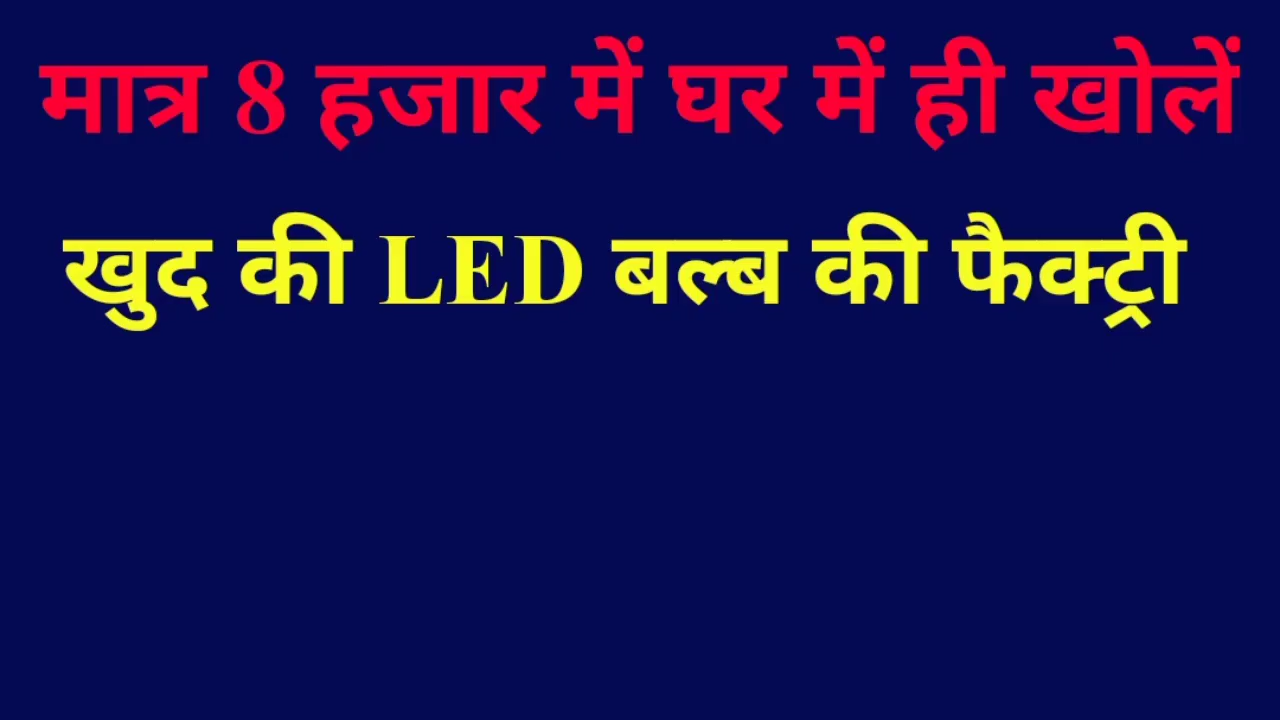 मात्र 8 हजार में घर में ही खोलें
खुद की LED बल्ब की फैक्ट्री